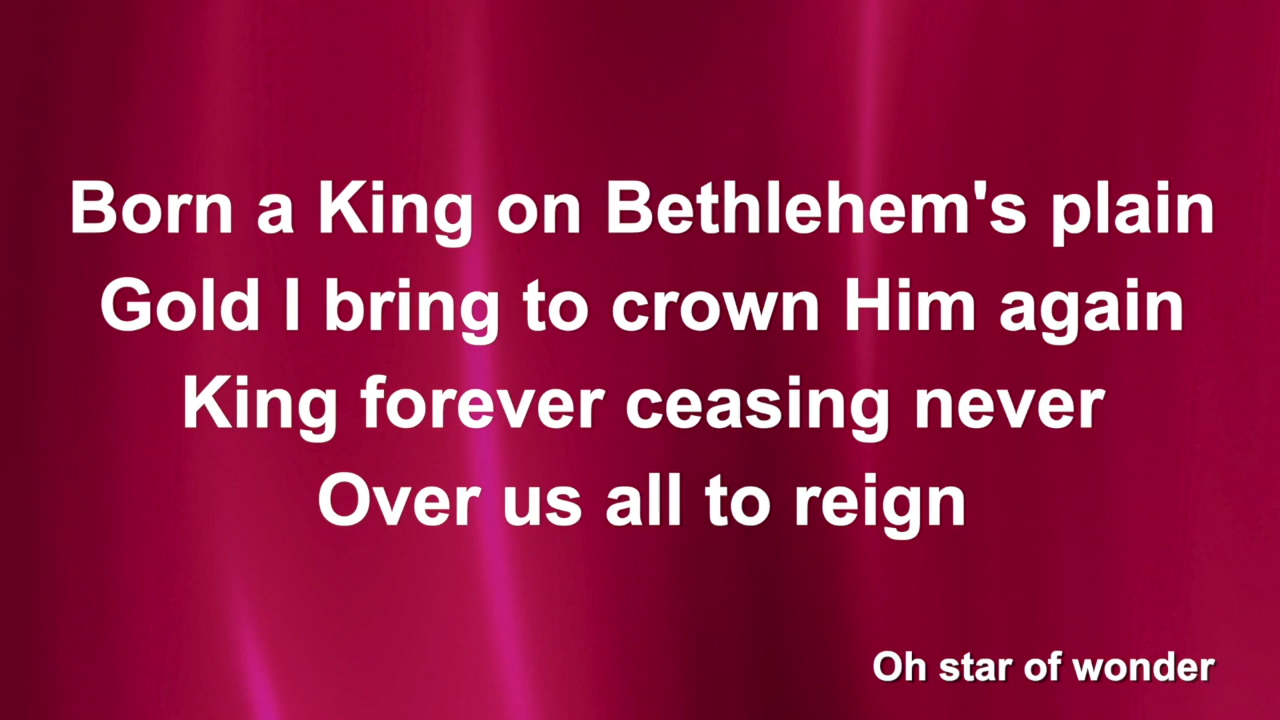 Born a King on Bethlehem's plain
Gold I bring to crown Him again
King forever ceasing never
Over us all to reign
Oh star of wonder